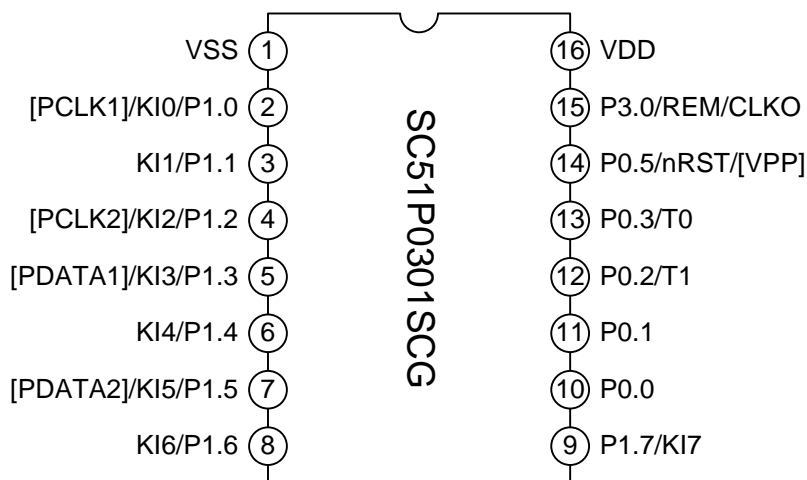 VSS 1
[PCLK1]/KI0/P1.0 2
KI1/P1.1 3
[PCLK2]/KI2/P1.2 4
[PDATA1]/KI3/P1.3 5
KI4/P1.4 6
[PDATA2]/KI5/P1.5 7
KI6/P1.6 8
SC51P0301SCG
16 VDD
15 P3.0/REM/CLKO
14 P0.5/nRST/[VPP]
13 P0.3/T0
12 P0.2/T1
11 P0.1
10 P0.0
9 P1.7/KI7